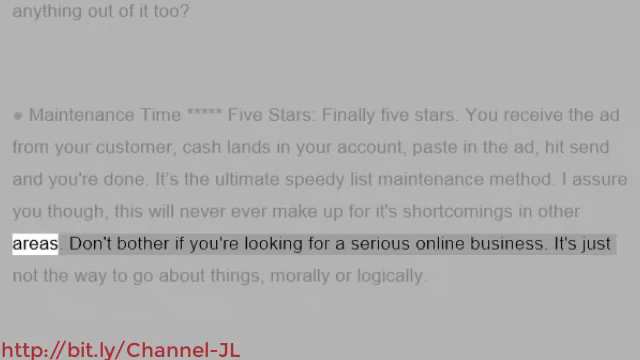 anything out of it too?
● Maintenance Time ***** Five Stars: Finally five stars. You receive the ad
from your customer, cash lands in your account, paste in the ad, hit send
and you're done. It’s the ultimate speedy list maintenance method. I assure
you though, this will never ever make up for it's shortcomings in other
areas. Don't bother if you're looking for a serious online business. It's just
not the way to go about things, morally or logically.
http://bit.ly/Channel-JL